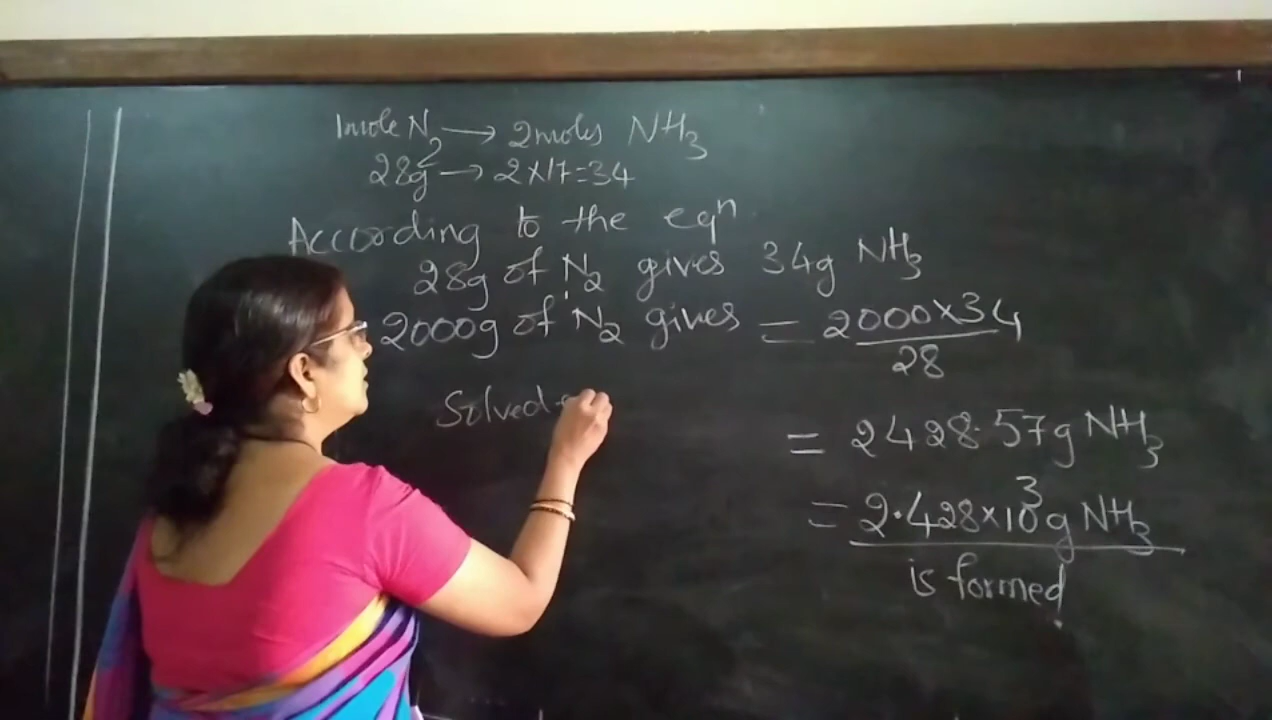 1mole N2 → 2moles NH3
28g → 2×17=34
According to the eqn
28g of N2 gives 34g NH3
2000g of N2 gives = 2000×34/28
Solved
= 2428.57g NH3
= 2.428×10³g NH3
is formed